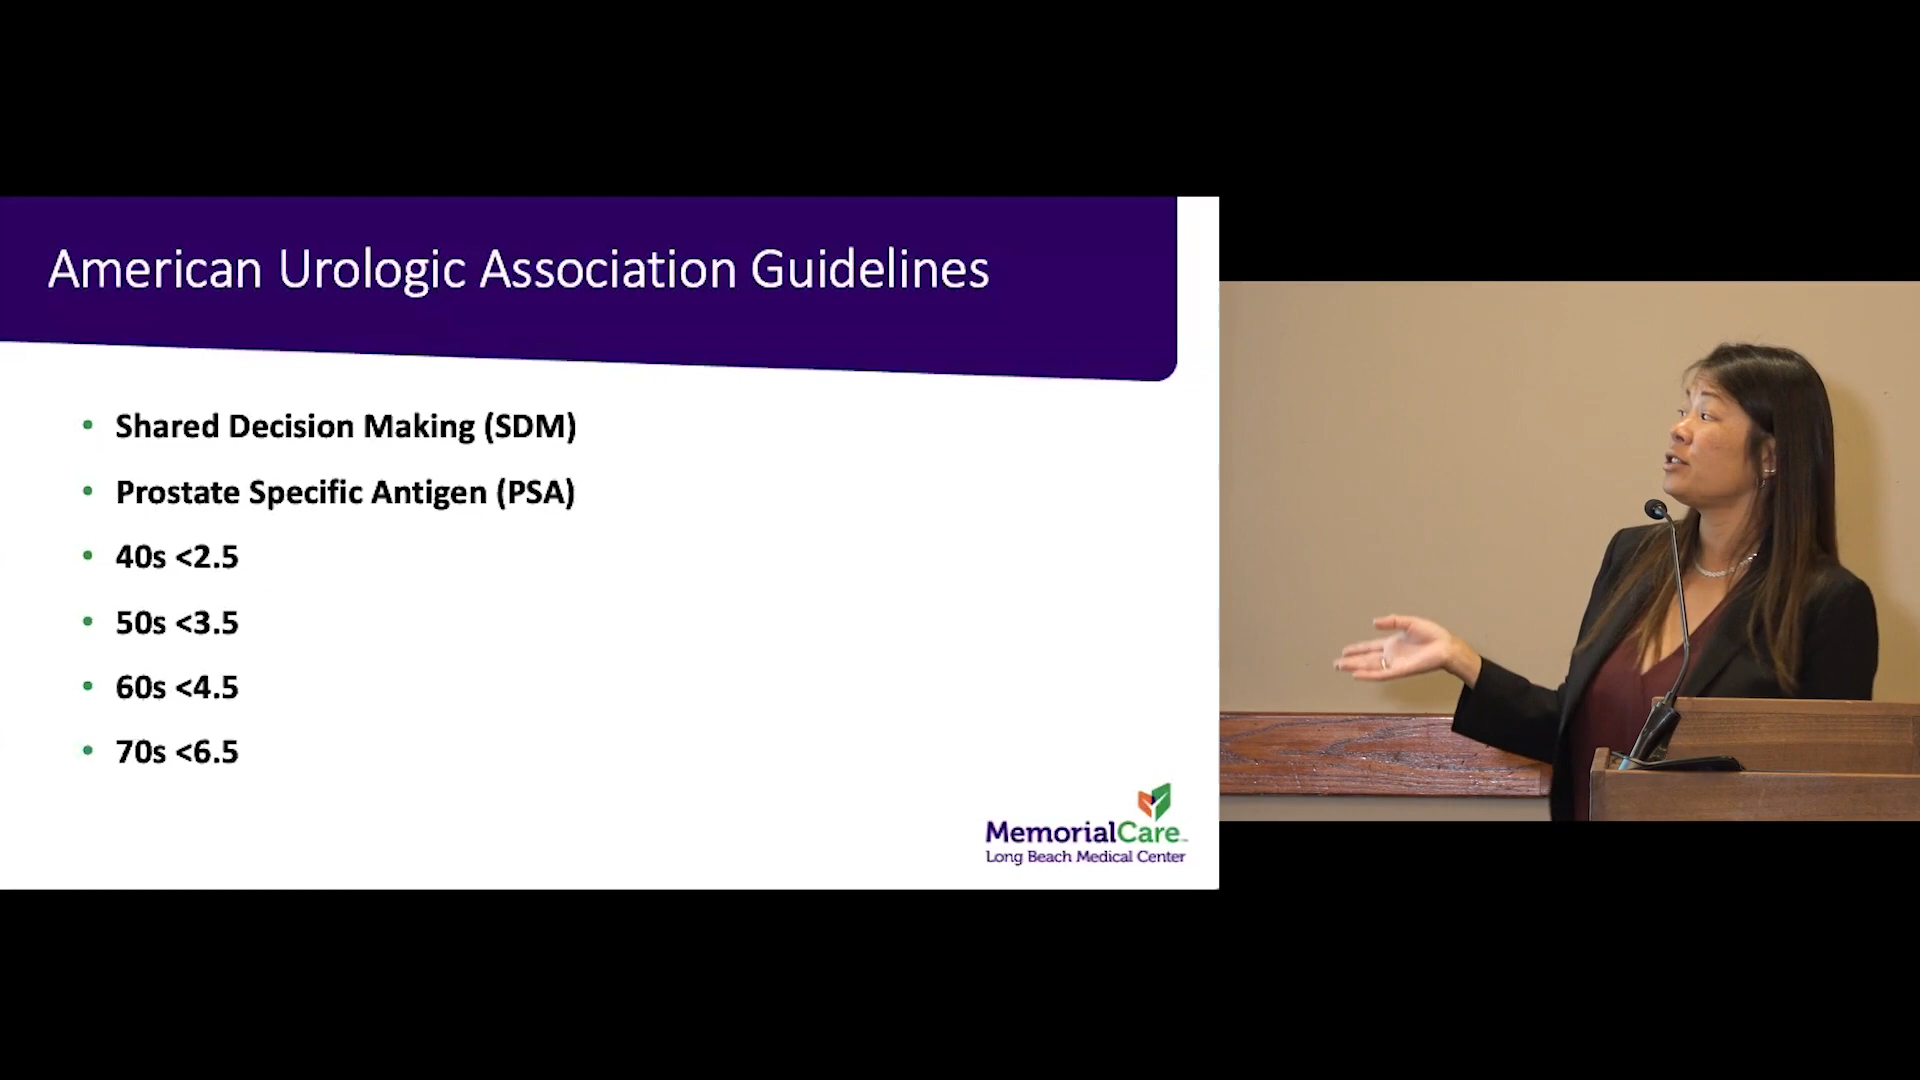 American Urologic Association Guidelines
• Shared Decision Making (SDM)
• Prostate Specific Antigen (PSA)
• 40s <2.5
• 50s <3.5
• 60s <4.5
• 70s <6.5
MemorialCare
Long Beach Medical Center